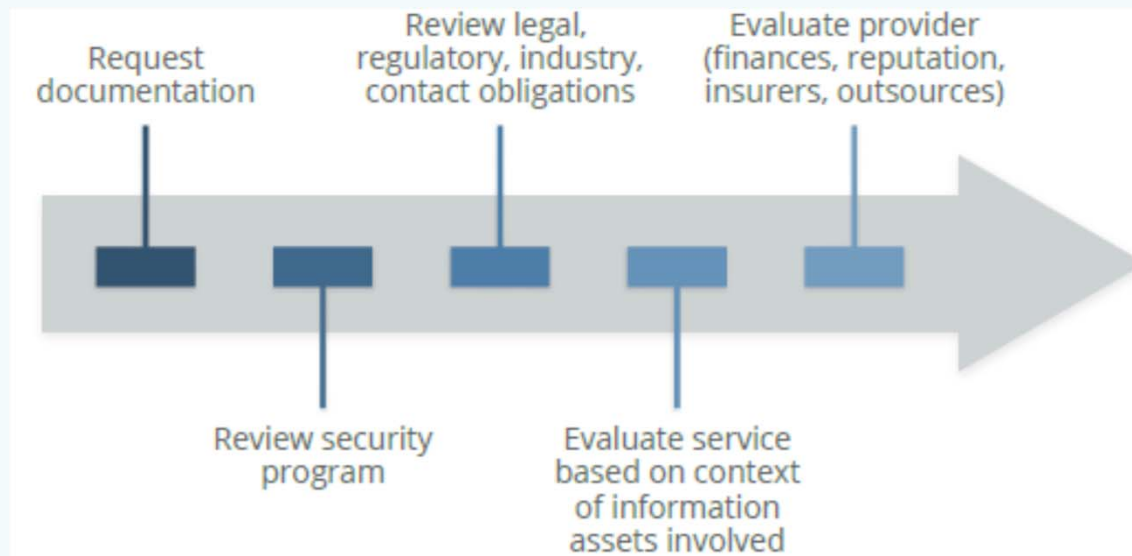 Request
documentation
Review legal,
regulatory, industry,
contact obligations
Evaluate provider
(finances, reputation,
insurers, outsources)
Review security
program
Evaluate service
based on context
of information
assets involved